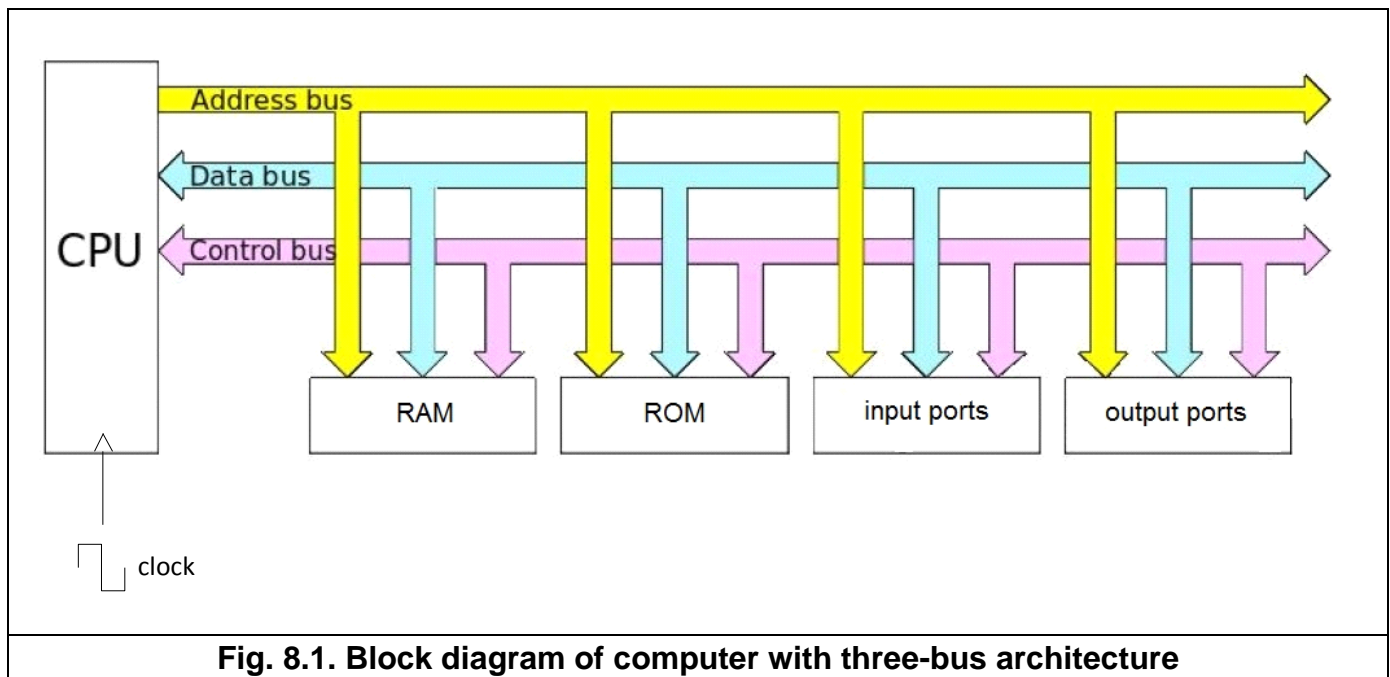 Address bus
Data bus
CPU
Control bus
RAM
ROM
input ports
output ports
clock
Fig. 8.1. Block diagram of computer with three-bus architecture